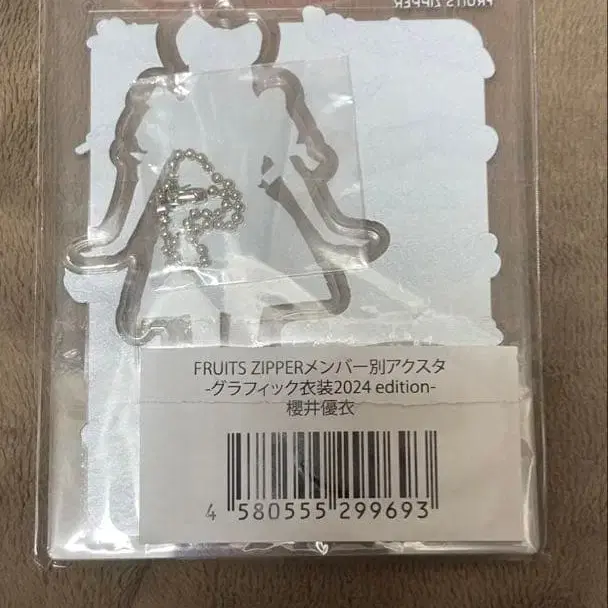 FRUITS ZIPPER
FRUITS ZIPPERメンバー別アクスタ
-グラフィック衣装2024 edition-
櫻井優衣
4 580555 299693